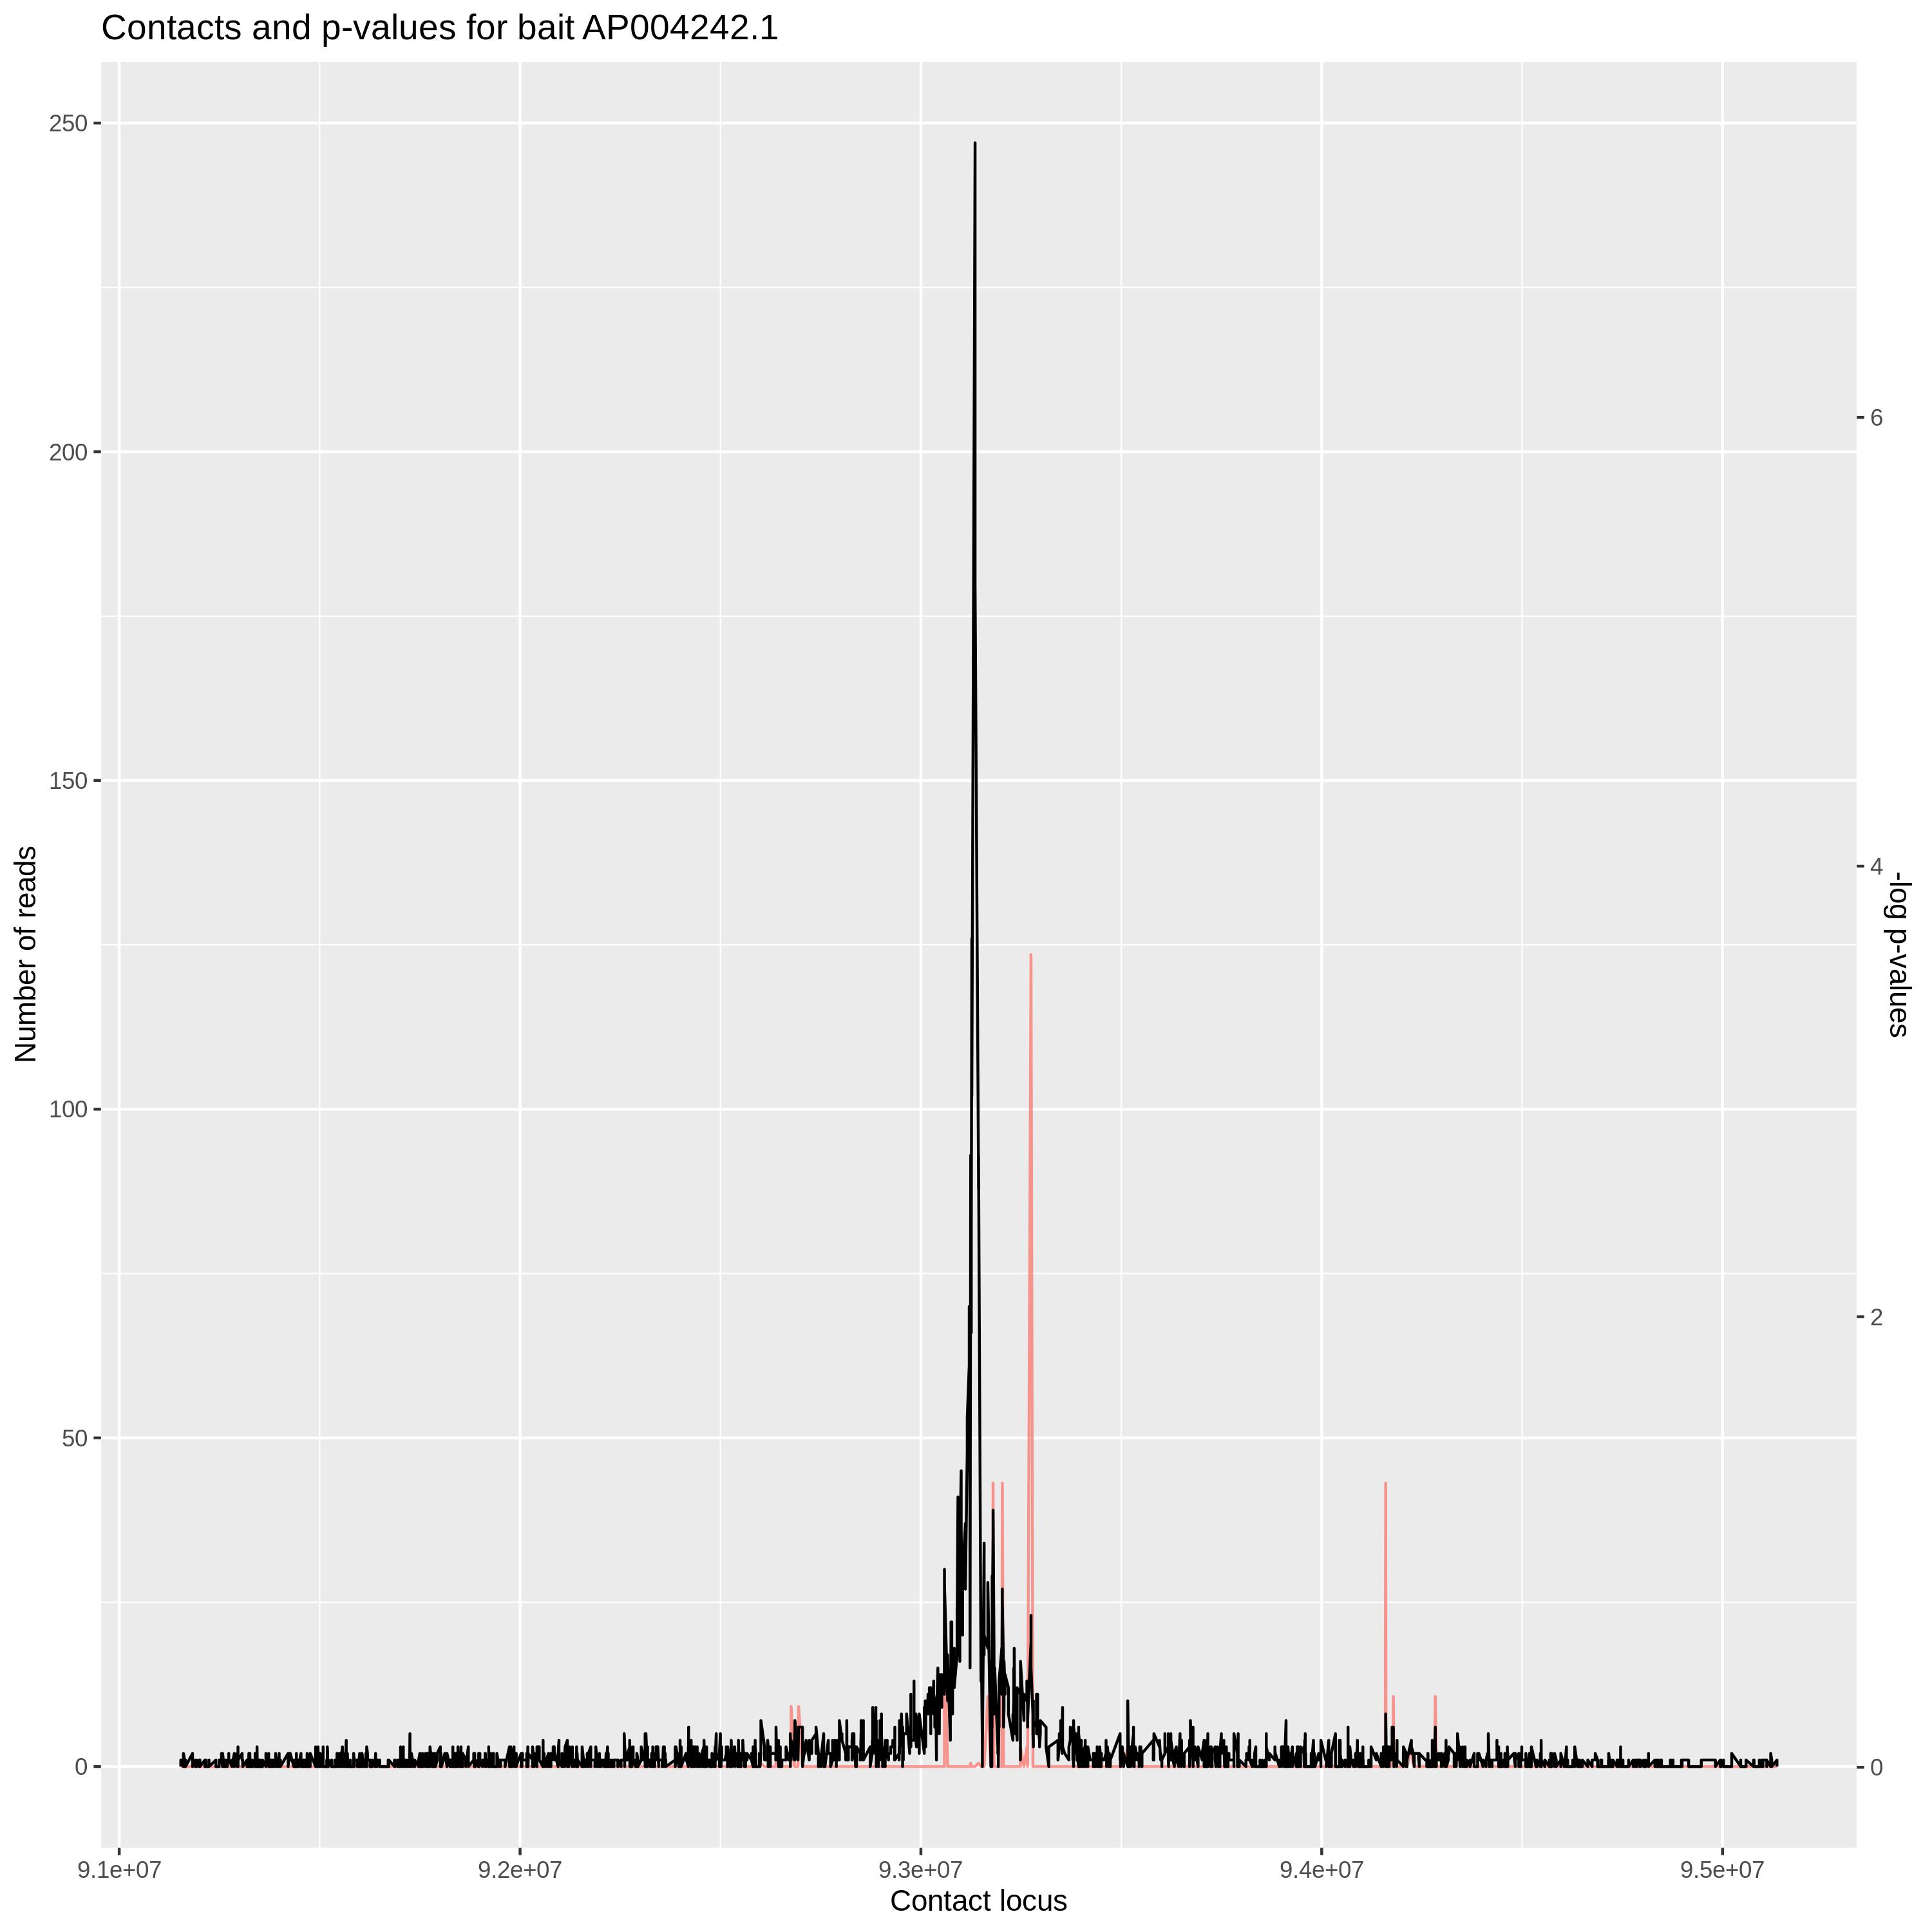 Contacts and p-values for bait AP004242.1
250
200
150
100
50
0
Number of reads
6
4
2
0
-log p-values
9.1e+07 9.2e+07 9.3e+07 9.4e+07 9.5e+07
Contact locus